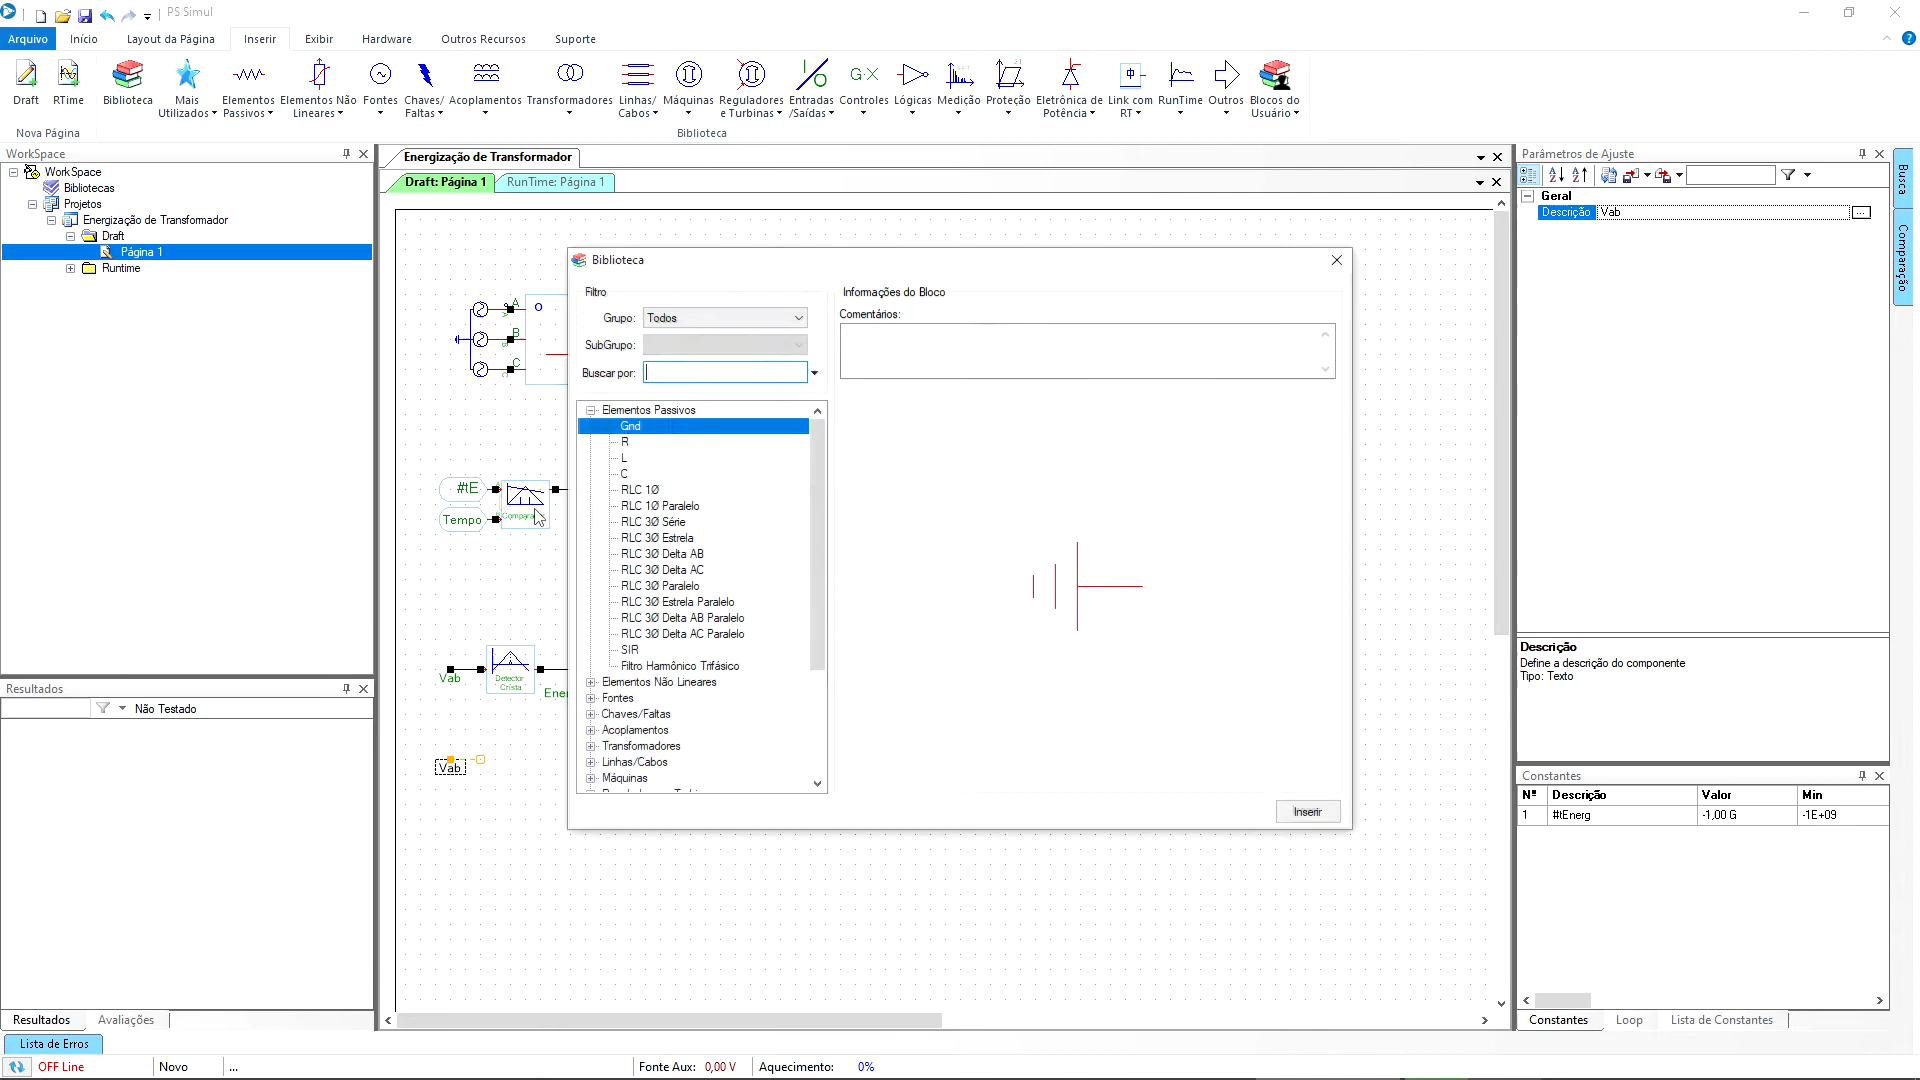 PS Simul
Arquivo Início Layout da Página Inserir Exibir Hardware Outros Recursos Suporte
Draft RTime Biblioteca Mais Utilizados Elementos Passivos Elementos Não Lineares Fontes Chaves/ Faltas Acoplamentos Transformadores Linhas/ Cabos Máquinas Reguladores e Turbinas Entradas /Saídas Controles Lógicas Medição Proteção Eletrônica de Potência Link com RT RunTime Outros Blocos do Usuário
Nova Página Biblioteca
WorkSpace
WorkSpace
Bibliotecas
Projetos
Energização de Transformador
Draft
Página 1
Runtime
Resultados
Não Testado
Resultados Avaliações
Lista de Erros
OFF Line Novo ... Fonte Aux: 0,00 V Aquecimento: 0%
Energização de Transformador
Draft: Página 1 RunTime: Página 1
A
B
C
O
#tE
Tempo
Vab
Detector
Crista
Vab
Biblioteca
Filtro
Grupo: Todos
SubGrupo:
Buscar por:
Elementos Passivos
Gnd
R
L
C
RLC 1Ø
RLC 1Ø Paralelo
RLC 3Ø Série
RLC 3Ø Estrela
RLC 3Ø Delta AB
RLC 3Ø Delta AC
RLC 3Ø Paralelo
RLC 3Ø Estrela Paralelo
RLC 3Ø Delta AB Paralelo
RLC 3Ø Delta AC Paralelo
SIR
Filtro Harmônico Trifásico
Elementos Não Lineares
Fontes
Chaves/Faltas
Acoplamentos
Transformadores
Linhas/Cabos
Máquinas
Informações do Bloco
Comentários:
Inserir
Parâmetros de Ajuste
Geral
Descrição Vab ...
Descrição
Define a descrição do componente
Tipo: Texto
Constantes
Nº Descrição Valor Min
1 #tEnerg -1,00 G -1E+09
Constantes Loop Lista de Constantes
Busca
Comparação